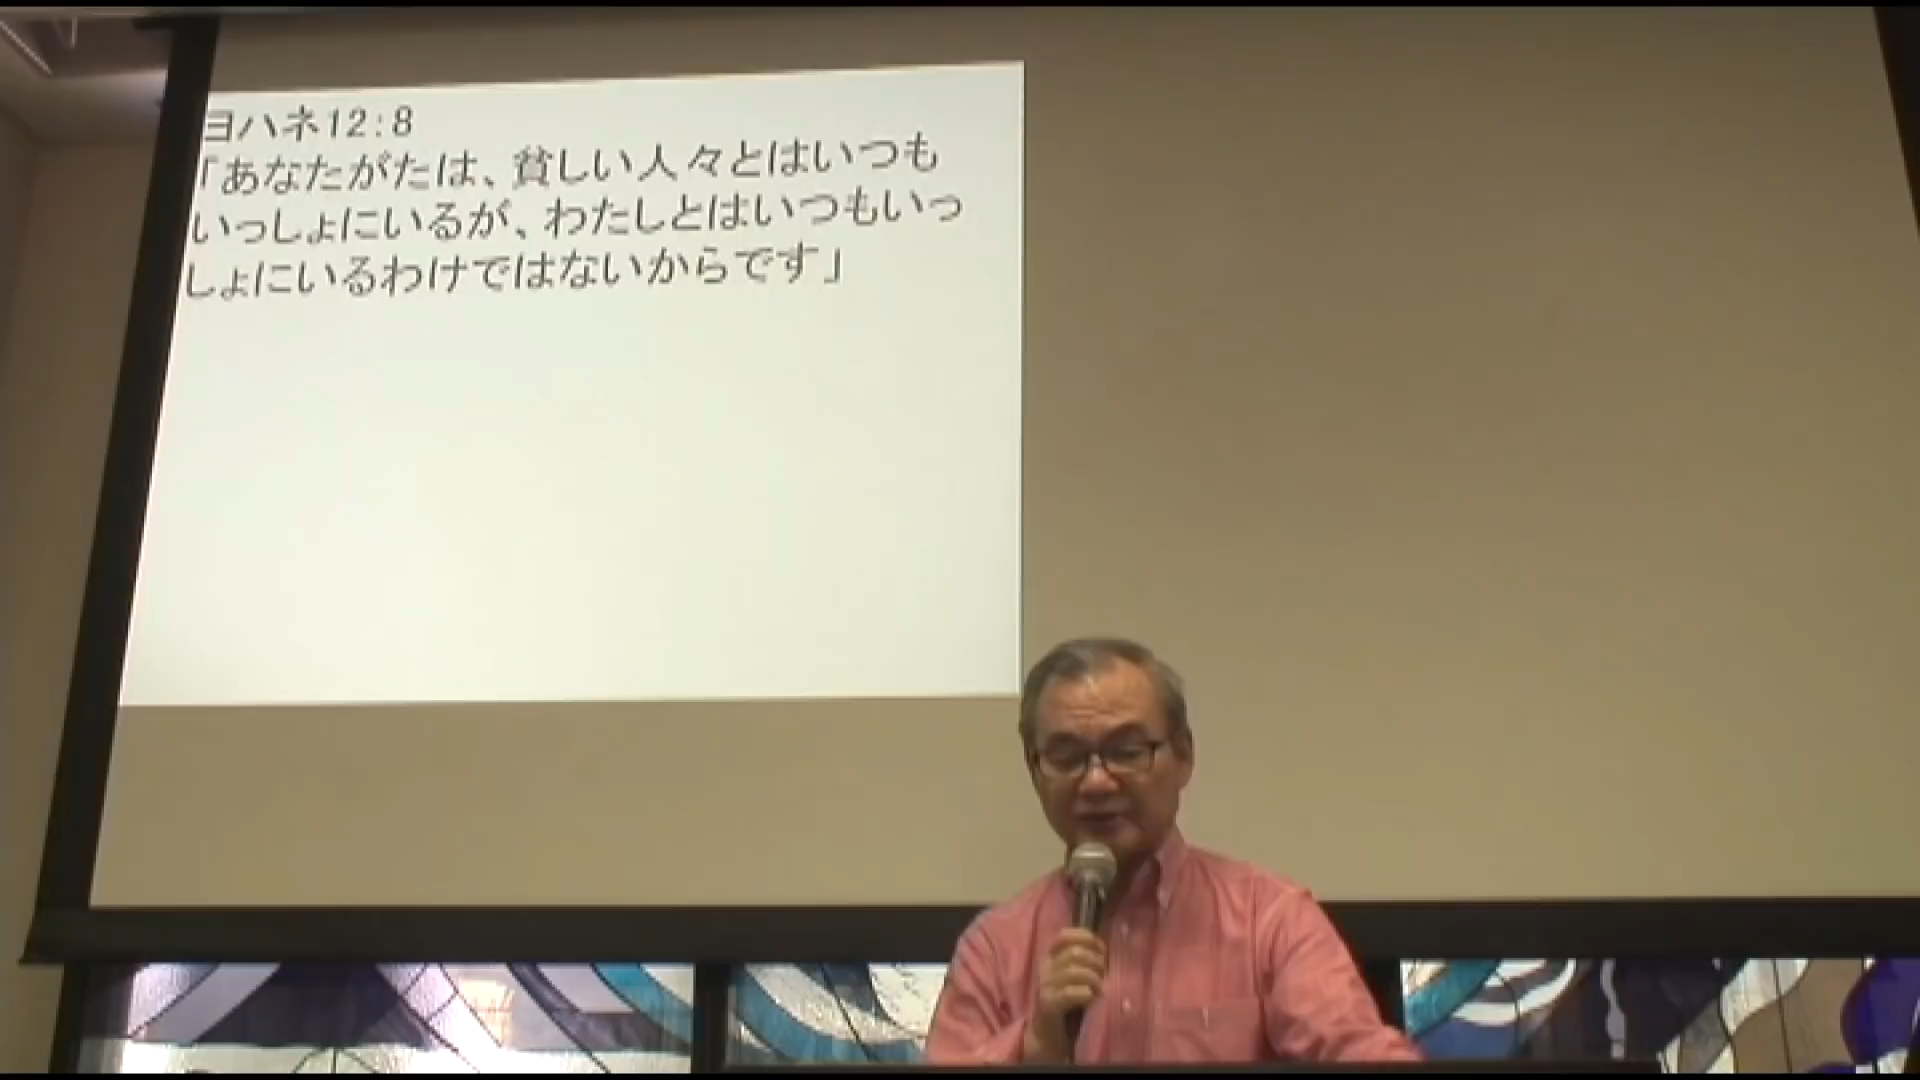 ヨハネ12:8
「あなたがたは、貧しい人々とはいつも
いっしょにいるが、わたしとはいつもいっ
しょにいるわけではないからです」